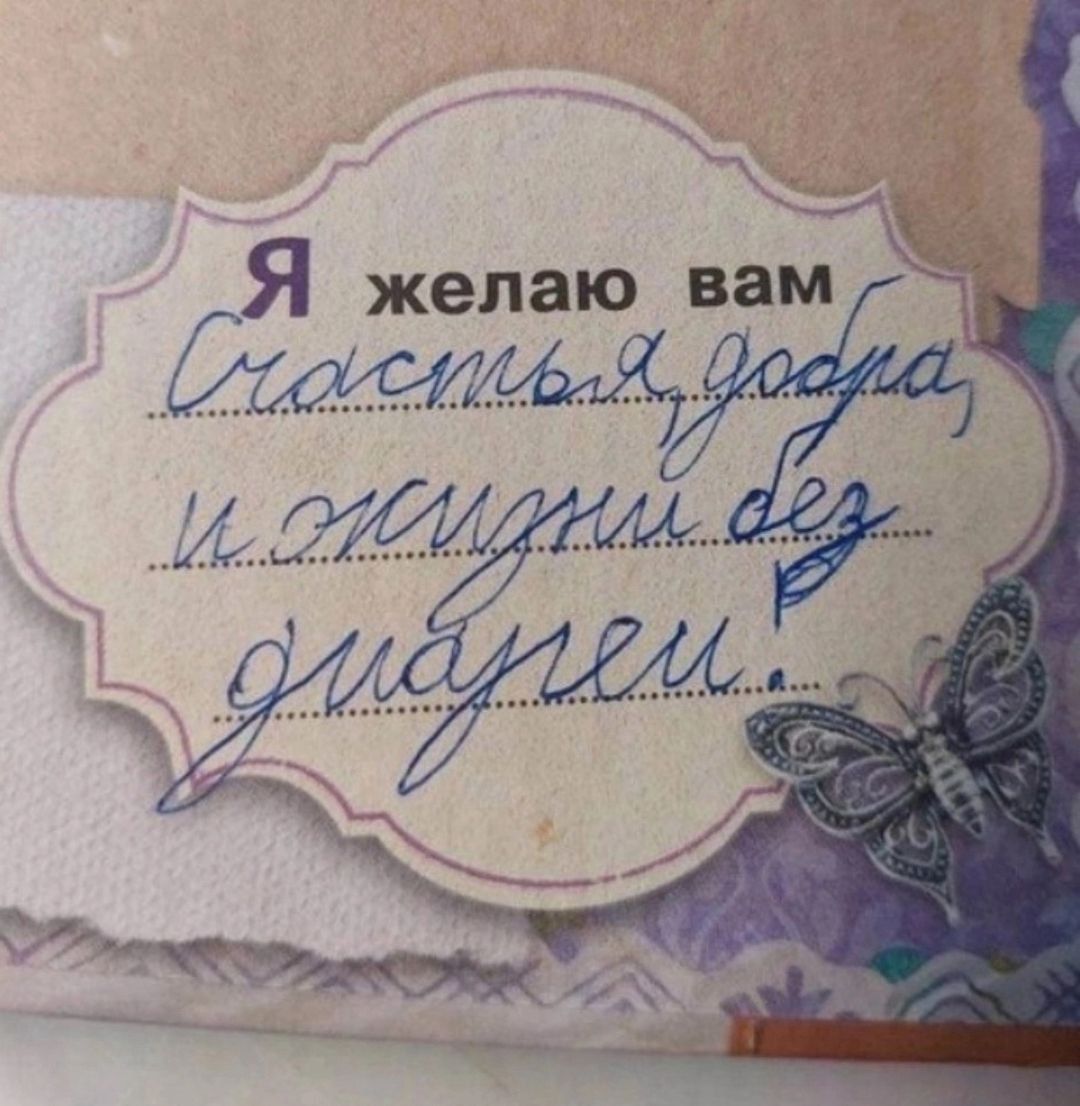 Я желаю вам
Счастья, добра,
и жизни без
диареи!